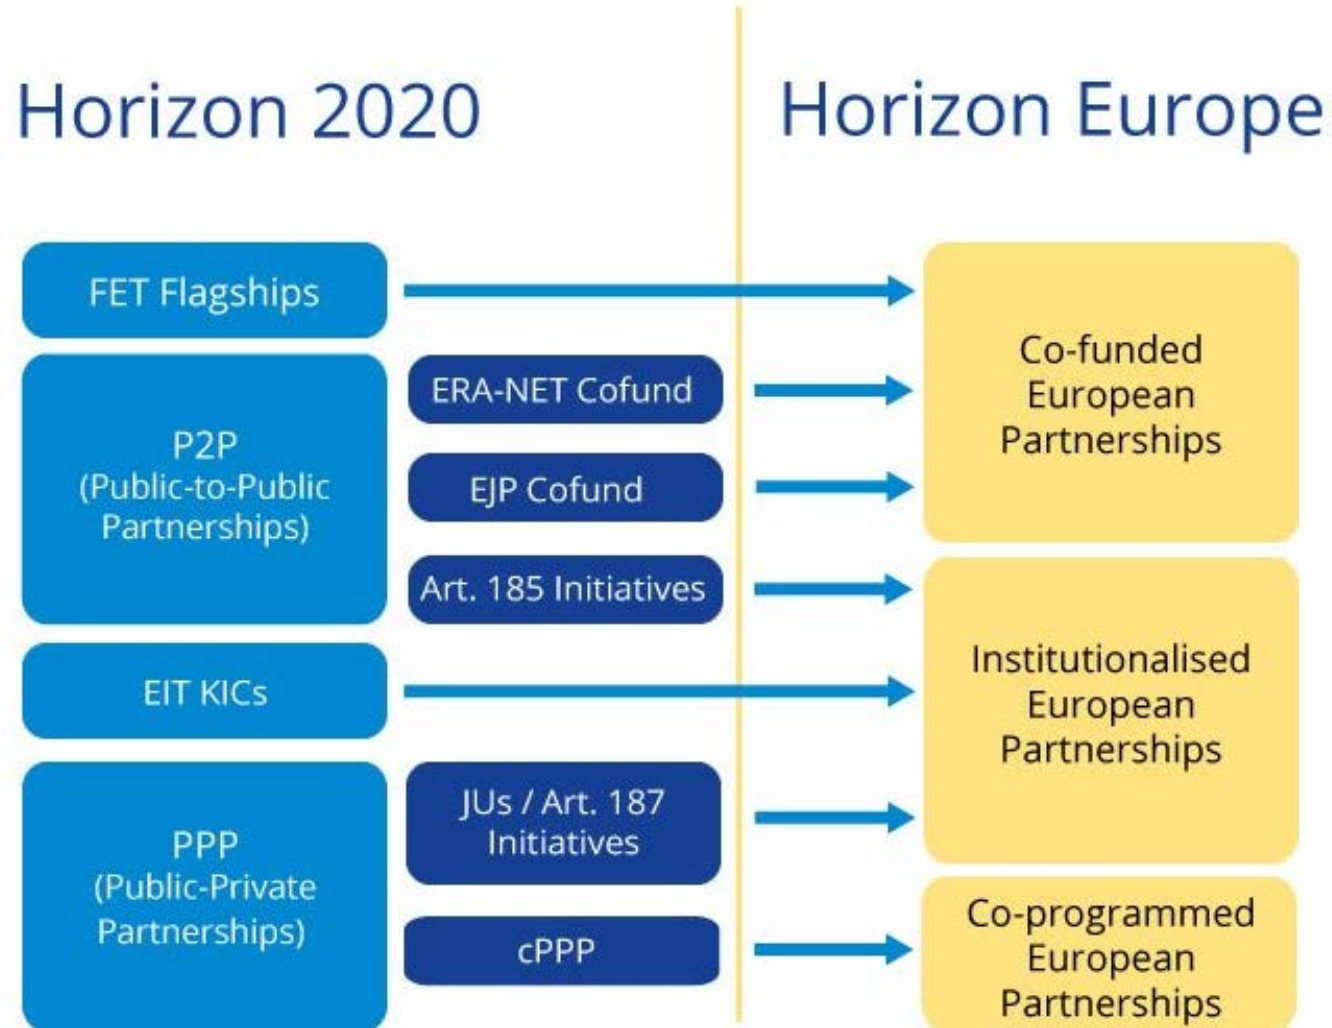 Horizon 2020
Horizon Europe
FET Flagships
P2P
(Public-to-Public
Partnerships)
ERA-NET Cofund
EJP Cofund
Art. 185 Initiatives
Co-funded
European
Partnerships
EIT KICs
Institutionalised
European
Partnerships
PPP
(Public-Private
Partnerships)
JUs / Art. 187
Initiatives
cPPP
Co-programmed
European
Partnerships